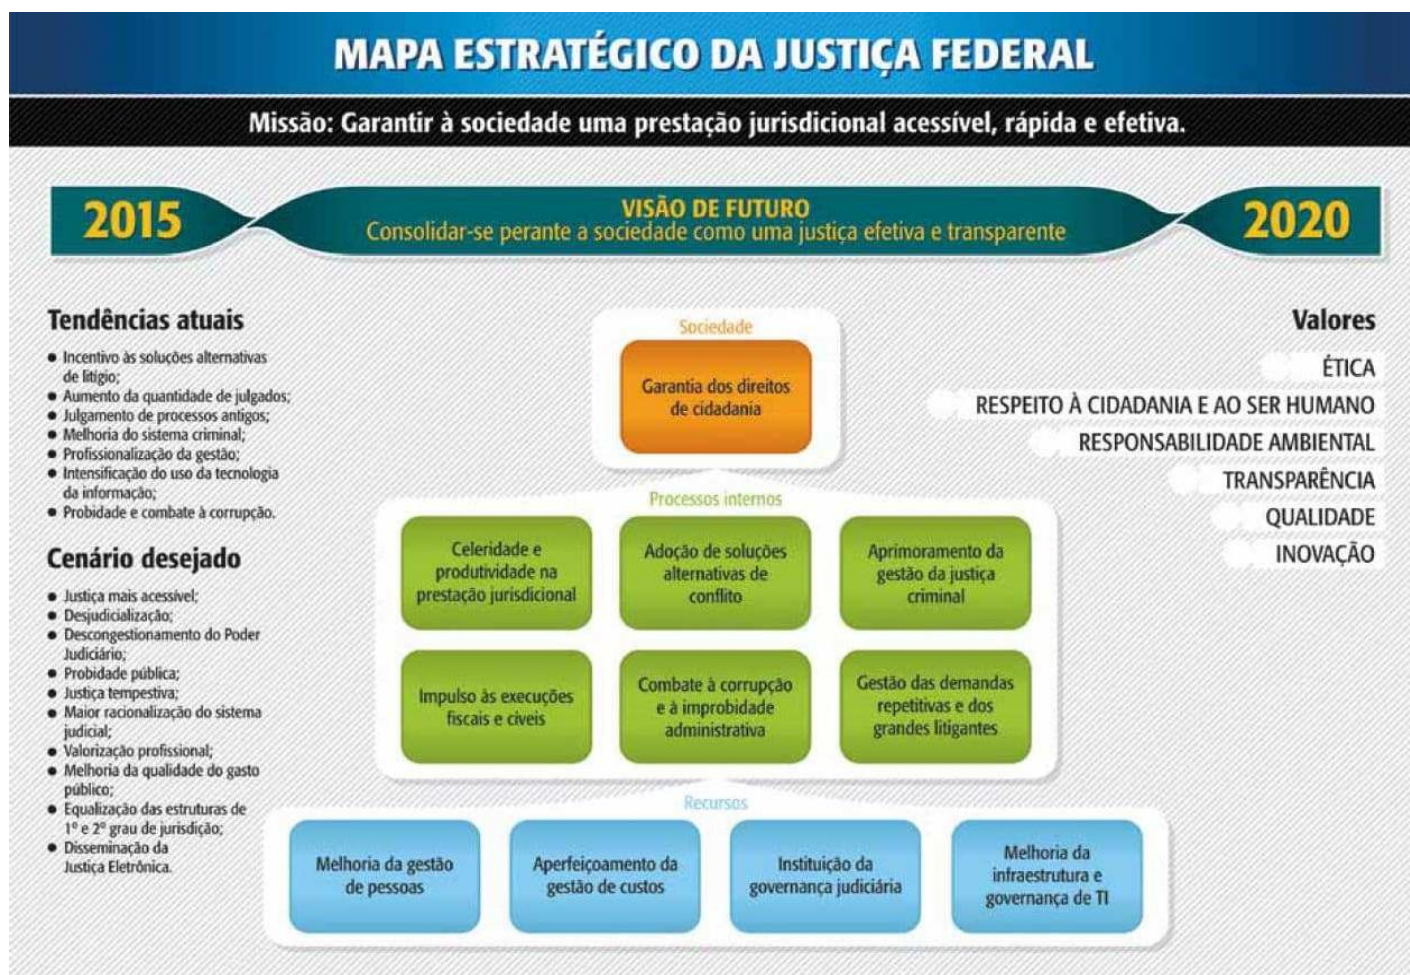 MAPA ESTRATÉGICO DA JUSTIÇA FEDERAL
Missão: Garantir à sociedade uma prestação jurisdicional acessível, rápida e efetiva.
2015
VISÃO DE FUTURO
Consolidar-se perante a sociedade como uma justiça efetiva e transparente
2020
Tendências atuais
• Incentivo às soluções alternativas
de litígio;
• Aumento da quantidade de julgados;
• Julgamento de processos antigos;
• Melhoria do sistema criminal;
• Profissionalização da gestão;
• Intensificação do uso da tecnologia
da informação;
• Probidade e combate à corrupção.
Cenário desejado
• Justiça mais acessível;
• Desjudicialização;
• Descongestionamento do Poder
Judiciário;
• Probidade pública;
• Justiça tempestiva;
• Maior racionalização do sistema
judicial;
• Valorização profissional;
• Melhoria da qualidade do gasto
público;
• Equalização das estruturas de
1º e 2º grau de jurisdição;
• Disseminação da
Justiça Eletrônica.
Sociedade
Garantia dos direitos
de cidadania
Processos internos
Celeridade e
produtividade na
prestação jurisdicional
Adoção de soluções
alternativas de
conflito
Aprimoramento da
gestão da justiça
criminal
Impulso às execuções
fiscais e cíveis
Combate à corrupção
e à improbidade
administrativa
Gestão das demandas
repetitivas e dos
grandes litigantes
Recursos
Melhoria da gestão
de pessoas
Aperfeiçoamento da
gestão de custos
Instituição da
governança judiciária
Melhoria da
infraestrutura e
governança de TI
Valores
ÉTICA
RESPEITO À CIDADANIA E AO SER HUMANO
RESPONSABILIDADE AMBIENTAL
TRANSPARÊNCIA
QUALIDADE
INOVAÇÃO